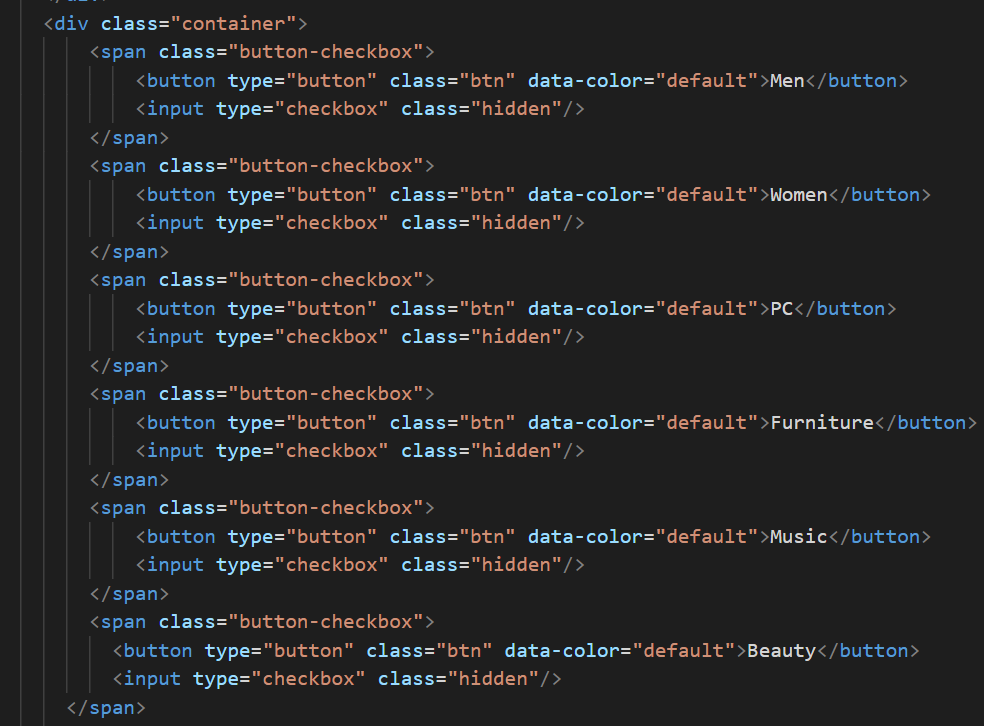 <div class="container">
<span class="button-checkbox">
<button type="button" class="btn" data-color="default">Men</button>
<input type="checkbox" class="hidden"/>
</span>
<span class="button-checkbox">
<button type="button" class="btn" data-color="default">Women</button>
<input type="checkbox" class="hidden"/>
</span>
<span class="button-checkbox">
<button type="button" class="btn" data-color="default">PC</button>
<input type="checkbox" class="hidden"/>
</span>
<span class="button-checkbox">
<button type="button" class="btn" data-color="default">Furniture</button>
<input type="checkbox" class="hidden"/>
</span>
<span class="button-checkbox">
<button type="button" class="btn" data-color="default">Music</button>
<input type="checkbox" class="hidden"/>
</span>
<span class="button-checkbox">
<button type="button" class="btn" data-color="default">Beauty</button>
<input type="checkbox" class="hidden"/>
</span>